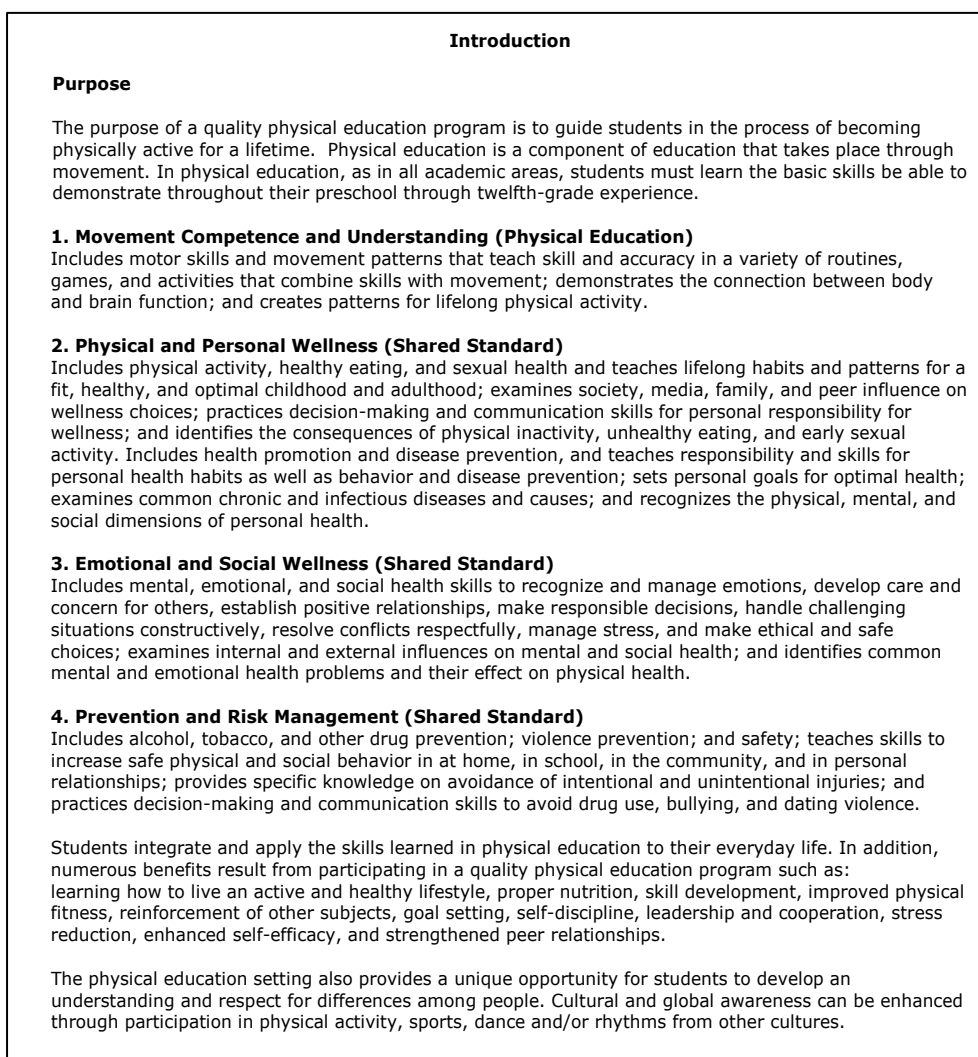 Introduction
Purpose
The purpose of a quality physical education program is to guide students in the process of becoming
physically active for a lifetime.  Physical education is a component of education that takes place through
movement. In physical education, as in all academic areas, students must learn the basic skills be able to
demonstrate throughout their preschool through twelfth-grade experience.
1. Movement Competence and Understanding (Physical Education)
Includes motor skills and movement patterns that teach skill and accuracy in a variety of routines,
games, and activities that combine skills with movement; demonstrates the connection between body
and brain function; and creates patterns for lifelong physical activity.
2. Physical and Personal Wellness (Shared Standard)
Includes physical activity, healthy eating, and sexual health and teaches lifelong habits and patterns for a
fit, healthy, and optimal childhood and adulthood; examines society, media, family, and peer influence on
wellness choices; practices decision-making and communication skills for personal responsibility for
wellness; and identifies the consequences of physical inactivity, unhealthy eating, and early sexual
activity. Includes health promotion and disease prevention, and teaches responsibility and skills for
personal health habits as well as behavior and disease prevention; sets personal goals for optimal health;
examines common chronic and infectious diseases and causes; and recognizes the physical, mental, and
social dimensions of personal health.
3. Emotional and Social Wellness (Shared Standard)
Includes mental, emotional, and social health skills to recognize and manage emotions, develop care and
concern for others, establish positive relationships, make responsible decisions, handle challenging
situations constructively, resolve conflicts respectfully, manage stress, and make ethical and safe
choices; examines internal and external influences on mental and social health; and identifies common
mental and emotional health problems and their effect on physical health.
4. Prevention and Risk Management (Shared Standard)
Includes alcohol, tobacco, and other drug prevention; violence prevention; and safety; teaches skills to
increase safe physical and social behavior in at home, in school, in the community, and in personal
relationships; provides specific knowledge on avoidance of intentional and unintentional injuries; and
practices decision-making and communication skills to avoid drug use, bullying, and dating violence.
Students integrate and apply the skills learned in physical education to their everyday life. In addition,
numerous benefits result from participating in a quality physical education program such as:
learning how to live an active and healthy lifestyle, proper nutrition, skill development, improved physical
fitness, reinforcement of other subjects, goal setting, self-discipline, leadership and cooperation, stress
reduction, enhanced self-efficacy, and strengthened peer relationships.
The physical education setting also provides a unique opportunity for students to develop an
understanding and respect for differences among people. Cultural and global awareness can be enhanced
through participation in physical activity, sports, dance and/or rhythms from other cultures.